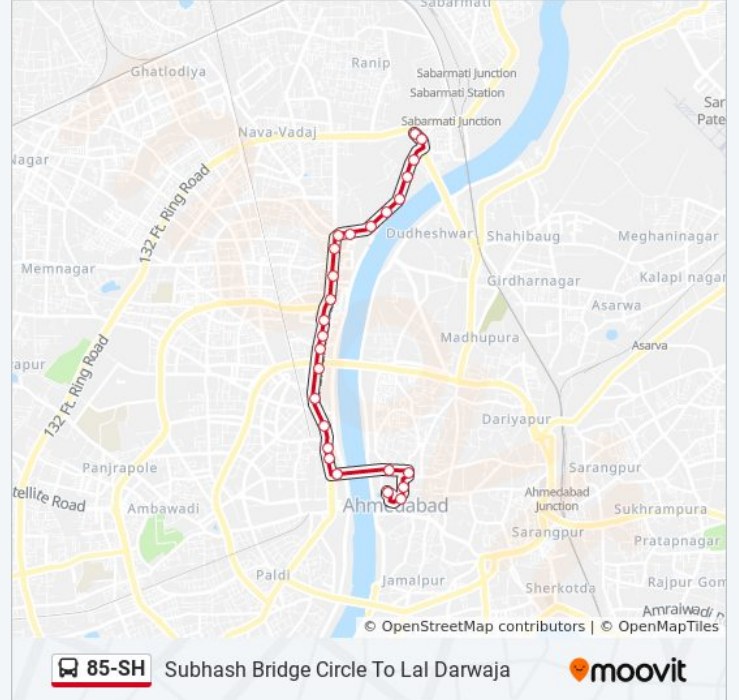 Sabarmati
Ranip
Ghatlodiya
Sabarmati Junction
Sabarmati Station
Sar
Pate
Sabarmati Junction
Nava-Vadaj
Nagar
132 Ft. Ring Road
Dudheshwar
Shahibaug
Meghaninagar
Memnagar
Girdharnagar
Kalapi nagar
Asarwa
Madhupura
Asarva
apur
132 Ft. Ring Road
Dariyapur
Panjrapole
Sarangpur
tellite Road
Ambawadi
Ahmedabad
Ahmedabad
Junction
Sukhrampura
Sarangpur
Pratapnagar
Paldi
Jamalpur
Sherkotda
Rajpur Gom
Amraiwadi
© OpenStreetMap contributors | © OpenMapTiles
85-SH
Subhash Bridge Circle To Lal Darwaja
moovit